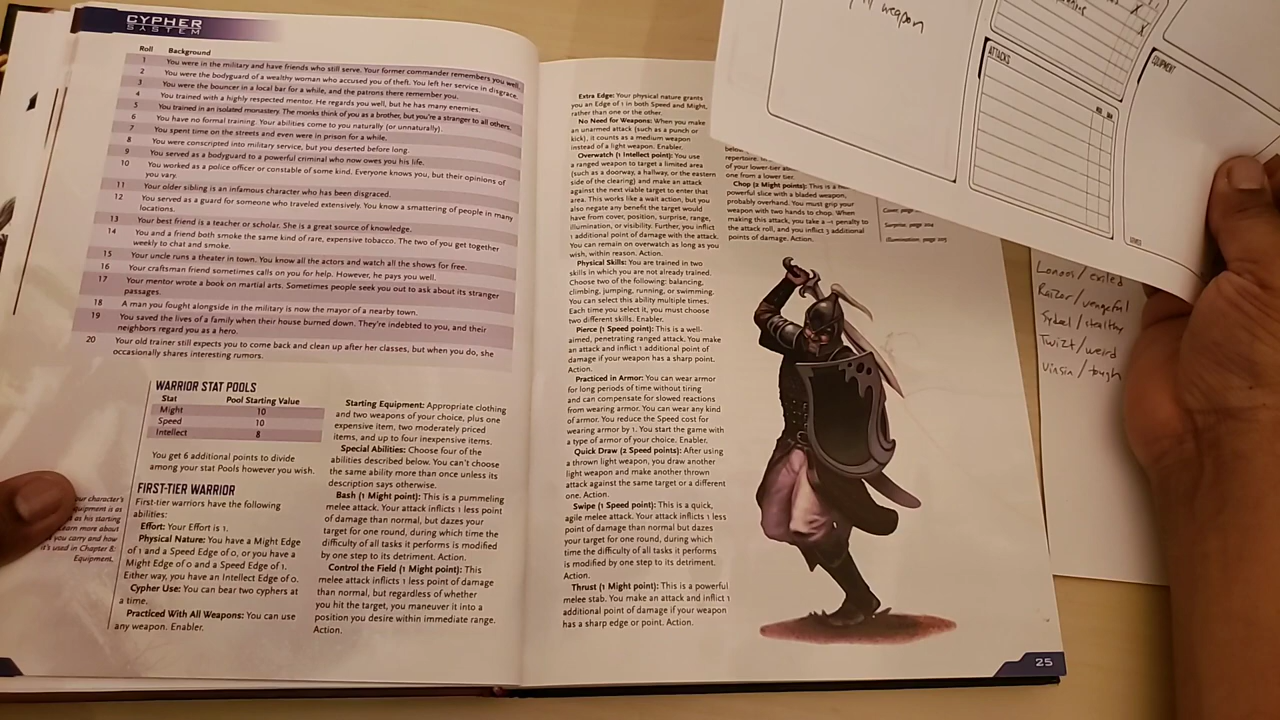 CYPHER
SYSTEM
Roll Background
1 You were in the military and have friends who still serve. Your former commander remembers you well.
2 You were the bodyguard of a wealthy woman who accused you of theft. You left her service in disgrace.
3 You were the bouncer in a local bar for a while, and the patrons there remember you.
4 You trained with a highly respected mentor. He regards you well, but he has many enemies.
5 You trained in an isolated monastery. The monks think of you as a brother, but you're a stranger to all others.
6 You have no formal training. Your abilities come to you naturally (or unnaturally).
7 You spent time on the streets and even were in prison for a while.
8 You were conscripted into military service, but you deserted before long.
9 You served as a bodyguard to a powerful criminal who now owes you his life.
10 You worked as a police officer or constable of some kind. Everyone knows you, but their opinions of
you vary.
11 Your older sibling is an infamous character who has been disgraced.
12 You served as a guard for someone who traveled extensively. You know a smattering of people in many
locations.
13 Your best friend is a teacher or scholar. She is a great source of knowledge.
14 You and a friend both smoke the same kind of rare, expensive tobacco. The two of you get together
weekly to chat and smoke.
15 Your uncle runs a theater in town. You know all the actors and watch all the shows for free.
16 Your craftsman friend sometimes calls on you for help. However, he pays you well.
17 Your mentor wrote a book on martial arts. Sometimes people seek you out to ask about its stranger
passages.
18 A man you fought alongside in the military is now the mayor of a nearby town.
19 You saved the lives of a family when their house burned down. They're indebted to you, and their
neighbors regard you as a hero.
20 Your old trainer still expects you to come back and clean up after her classes, but when you do, she
occasionally shares interesting rumors.
WARRIOR STAT POOLS
Stat Pool Starting Value
Might 10
Speed 10
Intellect 8
You get 6 additional points to divide
among your stat Pools however you wish.
FIRST-TIER WARRIOR
First-tier warriors have the following
abilities:
Effort: Your Effort is 1.
Physical Nature: You have a Might Edge
of 1 and a Speed Edge of 0, or you have a
Might Edge of 0 and a Speed Edge of 1.
Either way, you have an Intellect Edge of 0.
Cypher Use: You can bear two cyphers at
a time.
Practiced With All Weapons: You can use
any weapon. Enabler.
character's
equipment is as
as his starting
Learn more about
you carry and how
it's used in Chapter 8:
Equipment.
Starting Equipment: Appropriate clothing
and two weapons of your choice, plus one
expensive item, two moderately priced
items, and up to four inexpensive items.
Special Abilities: Choose four of the
abilities described below. You can't choose
the same ability more than once unless its
description says otherwise.
Bash (1 Might point): This is a pummeling
melee attack. Your attack inflicts 1 less point
of damage than normal, but dazes your
target for one round, during which time the
difficulty of all tasks it performs is modified
by one step to its detriment. Action.
Control the Field (1 Might point): This
melee attack inflicts 1 less point of damage
than normal, but regardless of whether
you hit the target, you maneuver it into a
position you desire within immediate range.
Action.
Extra Edge: Your physical nature grants
you an Edge of 1 in both Speed and Might,
rather than one or the other.
No Need for Weapons: When you make
an unarmed attack (such as a punch or
kick), it counts as a medium weapon
instead of a light weapon. Enabler.
Overwatch (1 Intellect point): You use
a ranged weapon to target a limited area
(such as a doorway, a hallway, or the eastern
side of the clearing) and make an attack
against the next viable target to enter that
area. This works like a wait action, but you
also negate any benefit the target would
have from cover, position, surprise, range,
illumination, or visibility. Further, you inflict
1 additional point of damage with the attack.
You can remain on overwatch as long as you
wish, within reason. Action.
Physical Skills: You are trained in two
skills in which you are not already trained.
Choose two of the following: balancing,
climbing, jumping, running, or swimming.
You can select this ability multiple times.
Each time you select it, you must choose
two different skills. Enabler.
Pierce (1 Speed point): This is a well-
aimed, penetrating ranged attack. You make
an attack and inflict 1 additional point of
damage if your weapon has a sharp point.
Action.
Practiced in Armor: You can wear armor
for long periods of time without tiring
and can compensate for slowed reactions
from wearing armor. You can wear any kind
of armor. You reduce the Speed cost for
wearing armor by 1. You start the game with
a type of armor of your choice. Enabler.
Quick Draw (2 Speed points): After using
a thrown light weapon, you draw another
light weapon and make another thrown
attack against the same target or a different
one. Action.
Swipe (1 Speed point): This is a quick,
agile melee attack. Your attack inflicts 1 less
point of damage than normal but dazes
your target for one round, during which
time the difficulty of all tasks it performs
is modified by one step to its detriment.
Action.
Thrust (1 Might point): This is a powerful
melee stab. You make an attack and inflict 1
additional point of damage if your weapon
has a sharp edge or point. Action.
repertoire.
of your lower-tier
one from a lower tier.
Chop (2 Might points): This is a
powerful slice with a bladed weapon,
probably overhand. You must grip your
weapon with two hands to chop. When
making this attack, you take a -1 penalty to
the attack roll, and you inflict 3 additional
points of damage. Action.
Surprise, page
Illumination, page
25
weapon
ATTACKS
EQUIPMENT
Lonoos / exiled
Raizor / vengeful
Sydel / stealthy
Twizt / weird
Vinsin / tough